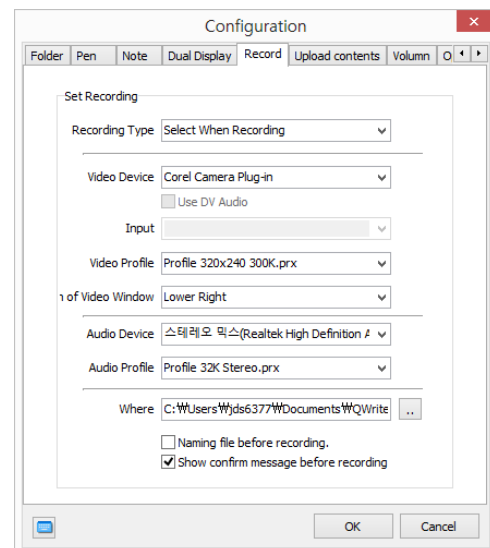 Configuration
Folder Pen Note Dual Display Record Upload contents Volumn O
Set Recording
Recording Type Select When Recording
Video Device Corel Camera Plug-in
Use DV Audio
Input
Video Profile Profile 320x240 300K.prx
of Video Window Lower Right
Audio Device 스테레오 믹스(Realtek High Definition A
Audio Profile Profile 32K Stereo.prx
Where C:₩Users₩jds6377₩Documents₩QWrite ..
Naming file before recording.
Show confirm message before recording
OK Cancel